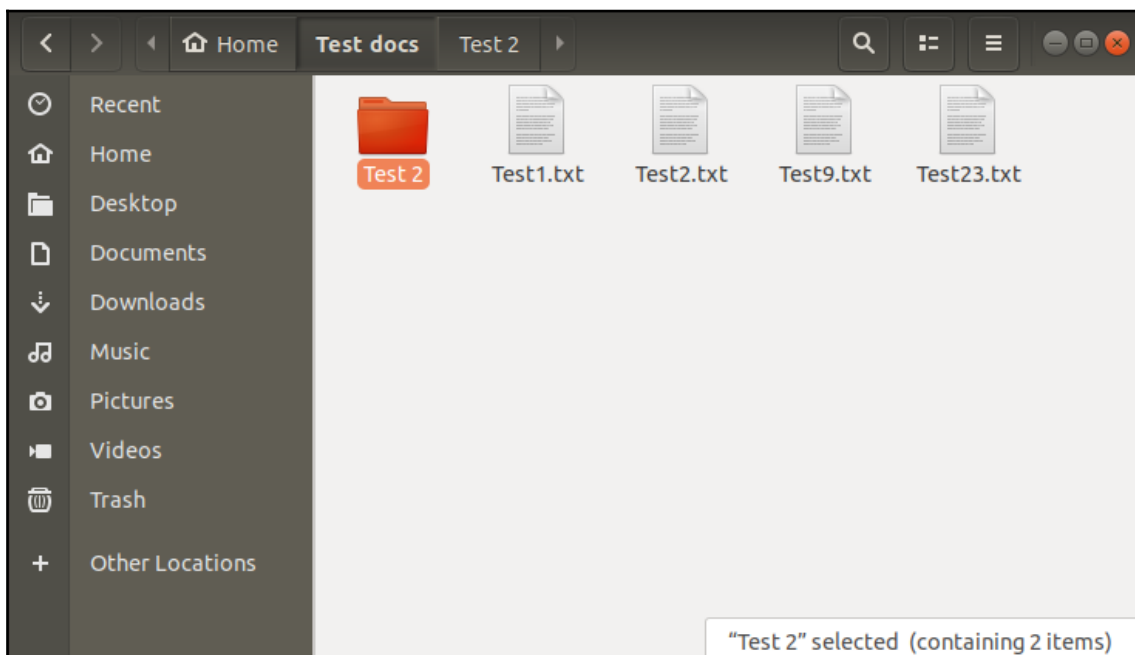 Home Test docs Test 2
Recent
Home
Desktop
Documents
Downloads
Music
Pictures
Videos
Trash
Other Locations
Test 2 Test1.txt Test2.txt Test9.txt Test23.txt
“Test 2” selected (containing 2 items)